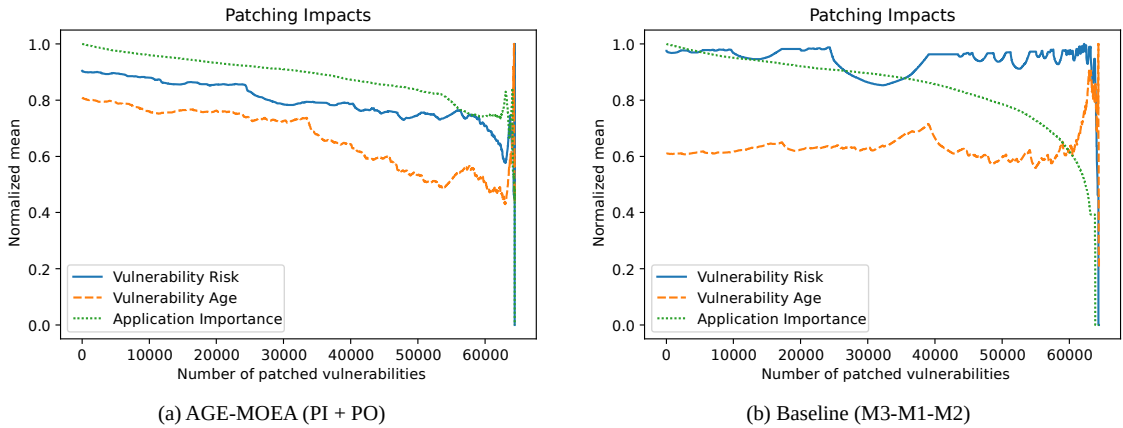 Patching Impacts
1.0
0.8
0.6
0.4
0.2
0.0
Normalized mean
Vulnerability Risk
Vulnerability Age
Application Importance
0 10000 20000 30000 40000 50000 60000
Number of patched vulnerabilities
(a) AGE-MOEA (PI + PO)
Patching Impacts
1.0
0.8
0.6
0.4
0.2
0.0
Normalized mean
Vulnerability Risk
Vulnerability Age
Application Importance
0 10000 20000 30000 40000 50000 60000
Number of patched vulnerabilities
(b) Baseline (M3-M1-M2)